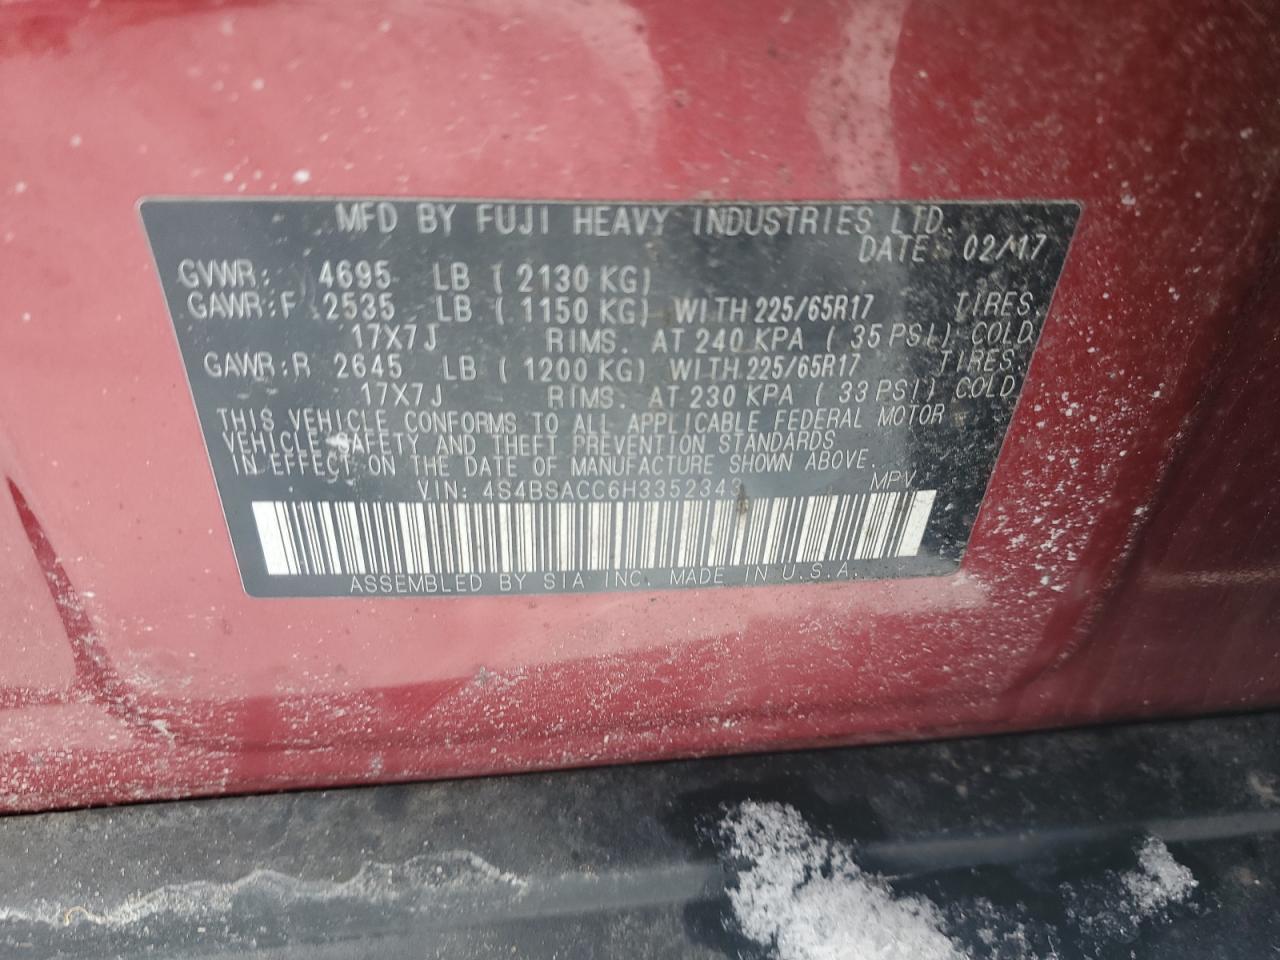 MFD BY FUJI HEAVY INDUSTRIES LTD.
DATE: 02/17
GVWR: 4695 LB ( 2130 KG)
GAWR:F 2535 LB ( 1150 KG) WITH 225/65R17 TIRES.
17X7J RIMS. AT 240 KPA ( 35 PSI) COLD
GAWR:R 2645 LB ( 1200 KG) WITH 225/65R17 TIRES.
17X7J RIMS. AT 230 KPA ( 33 PSI) COLD
THIS VEHICLE CONFORMS TO ALL APPLICABLE FEDERAL MOTOR
VEHICLE SAFETY AND THEFT PREVENTION STANDARDS
IN EFFECT ON THE DATE OF MANUFACTURE SHOWN ABOVE.
VIN: 4S4BSACC6H3352343 MPV
ASSEMBLED BY SIA INC. MADE IN U.S.A.